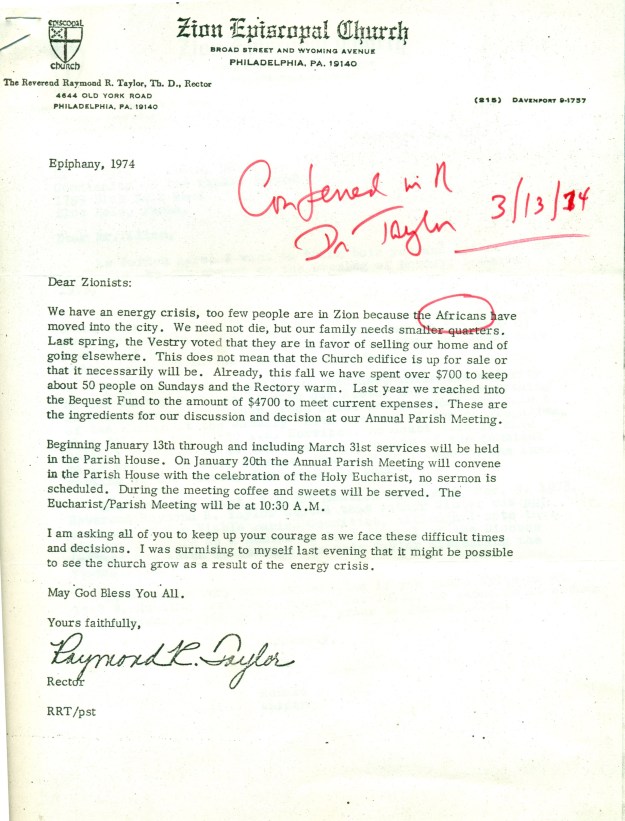 Episcopal
church
Zion Episcopal Church
BROAD STREET AND WYOMING AVENUE
PHILADELPHIA, PA. 19140
The Reverend Raymond R. Taylor, Th. D., Rector
4644 OLD YORK ROAD
PHILADELPHIA, PA. 19140
(215) DAVENPORT 9-1757
Epiphany, 1974
Conferred with
Dr Taylor 3/13/74
Dear Zionists:
We have an energy crisis, too few people are in Zion because the Africans have
moved into the city. We need not die, but our family needs smaller quarters.
Last spring, the Vestry voted that they are in favor of selling our home and of
going elsewhere. This does not mean that the Church edifice is up for sale or
that it necessarily will be. Already, this fall we have spent over $700 to keep
about 50 people on Sundays and the Rectory warm. Last year we reached into
the Bequest Fund to the amount of $4700 to meet current expenses. These are
the ingredients for our discussion and decision at our Annual Parish Meeting.
Beginning January 13th through and including March 31st services will be held
in the Parish House. On January 20th the Annual Parish Meeting will convene
in the Parish House with the celebration of the Holy Eucharist, no sermon is
scheduled. During the meeting coffee and sweets will be served. The
Eucharist/Parish Meeting will be at 10:30 A.M.
I am asking all of you to keep up your courage as we face these difficult times
and decisions. I was surmising to myself last evening that it might be possible
to see the church grow as a result of the energy crisis.
May God Bless You All.
Yours faithfully,
Raymond R. Taylor
Rector
RRT/pst